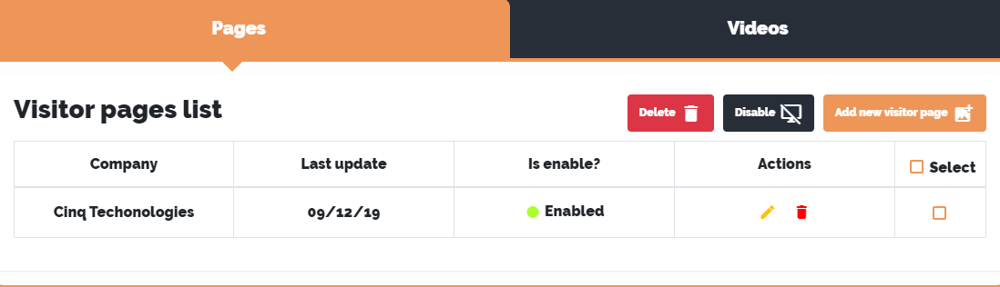 Pages
Videos
Visitor pages list
Delete
Disable
Add new visitor page
Company
Last update
Is enable?
Actions
Select
Cinq Techonologies
09/12/19
Enabled